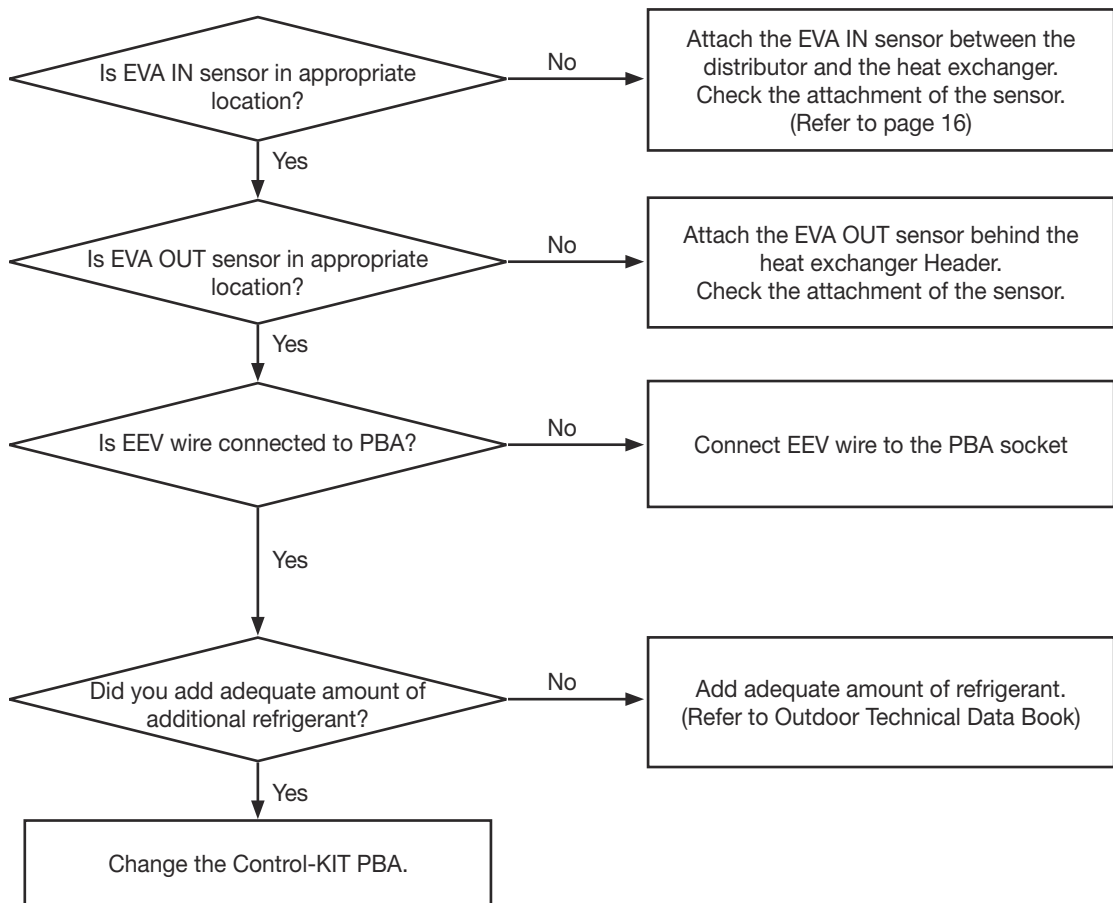 Is EVA IN sensor in appropriate
location?
No
Attach the EVA IN sensor between the
distributor and the heat exchanger.
Check the attachment of the sensor.
(Refer to page 16)
Yes
Is EVA OUT sensor in appropriate
location?
No
Attach the EVA OUT sensor behind the
heat exchanger Header.
Check the attachment of the sensor.
Yes
Is EEV wire connected to PBA?
No
Connect EEV wire to the PBA socket
Yes
Did you add adequate amount of
additional refrigerant?
No
Add adequate amount of refrigerant.
(Refer to Outdoor Technical Data Book)
Yes
Change the Control-KIT PBA.